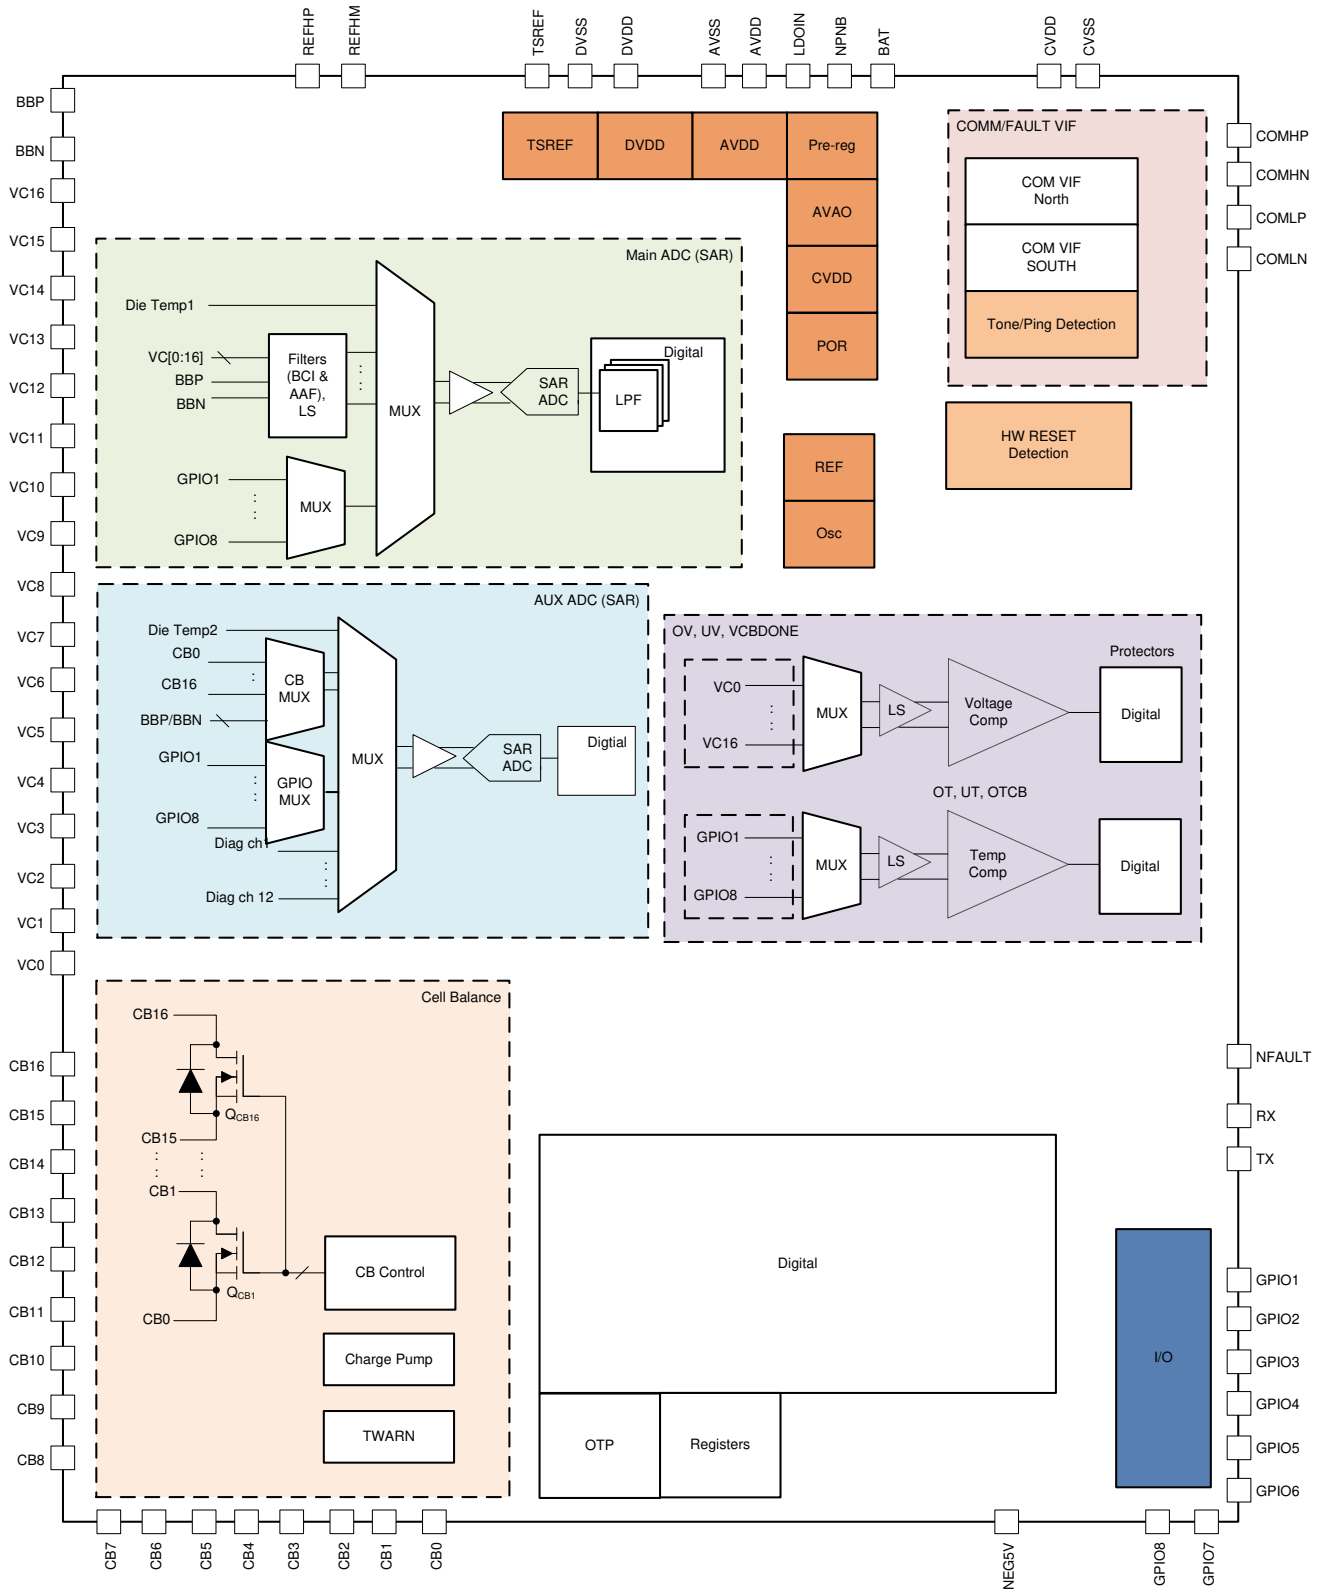 REFHP
REFHM
TSREF
DVSS
DVDD
AVSS
AVDD
LDOIN
NPNB
BAT
CVDD
CVSS
BBP
BBN
VC16
VC15
VC14
VC13
VC12
VC11
VC10
VC9
VC8
VC7
VC6
VC5
VC4
VC3
VC2
VC1
VC0
CB16
CB15
CB14
CB13
CB12
CB11
CB10
CB9
CB8
TSREF
DVDD
AVDD
Pre-reg
AVAO
CVDD
POR
REF
Osc
COMM/FAULT VIF
COM VIF
North
COM VIF
SOUTH
Tone/Ping Detection
HW RESET
Detection
COMHP
COMHN
COMLP
COMLN
Main ADC (SAR)
Die Temp1
VC[0:16]
BBP
BBN
Filters
(BCI &
AAF),
LS
GPIO1
GPIO8
MUX
MUX
SAR
ADC
Digital
LPF
AUX ADC (SAR)
Die Temp2
CB0
CB16
BBP/BBN
CB
MUX
GPIO1
GPIO8
GPIO
MUX
Diag ch1
Diag ch 12
MUX
SAR
ADC
Digtial
OV, UV, VCBDONE
Protectors
VC0
VC16
MUX
LS
Voltage
Comp
Digital
OT, UT, OTCB
GPIO1
GPIO8
MUX
LS
Temp
Comp
Digital
Cell Balance
CB16
QCB16
CB15
CB1
QCB1
CB0
CB Control
Charge Pump
TWARN
Digital
OTP
Registers
I/O
NFAULT
RX
TX
GPIO1
GPIO2
GPIO3
GPIO4
GPIO5
GPIO6
CB7
CB6
CB5
CB4
CB3
CB2
CB1
CB0
NEG5V
GPIO8
GPIO7